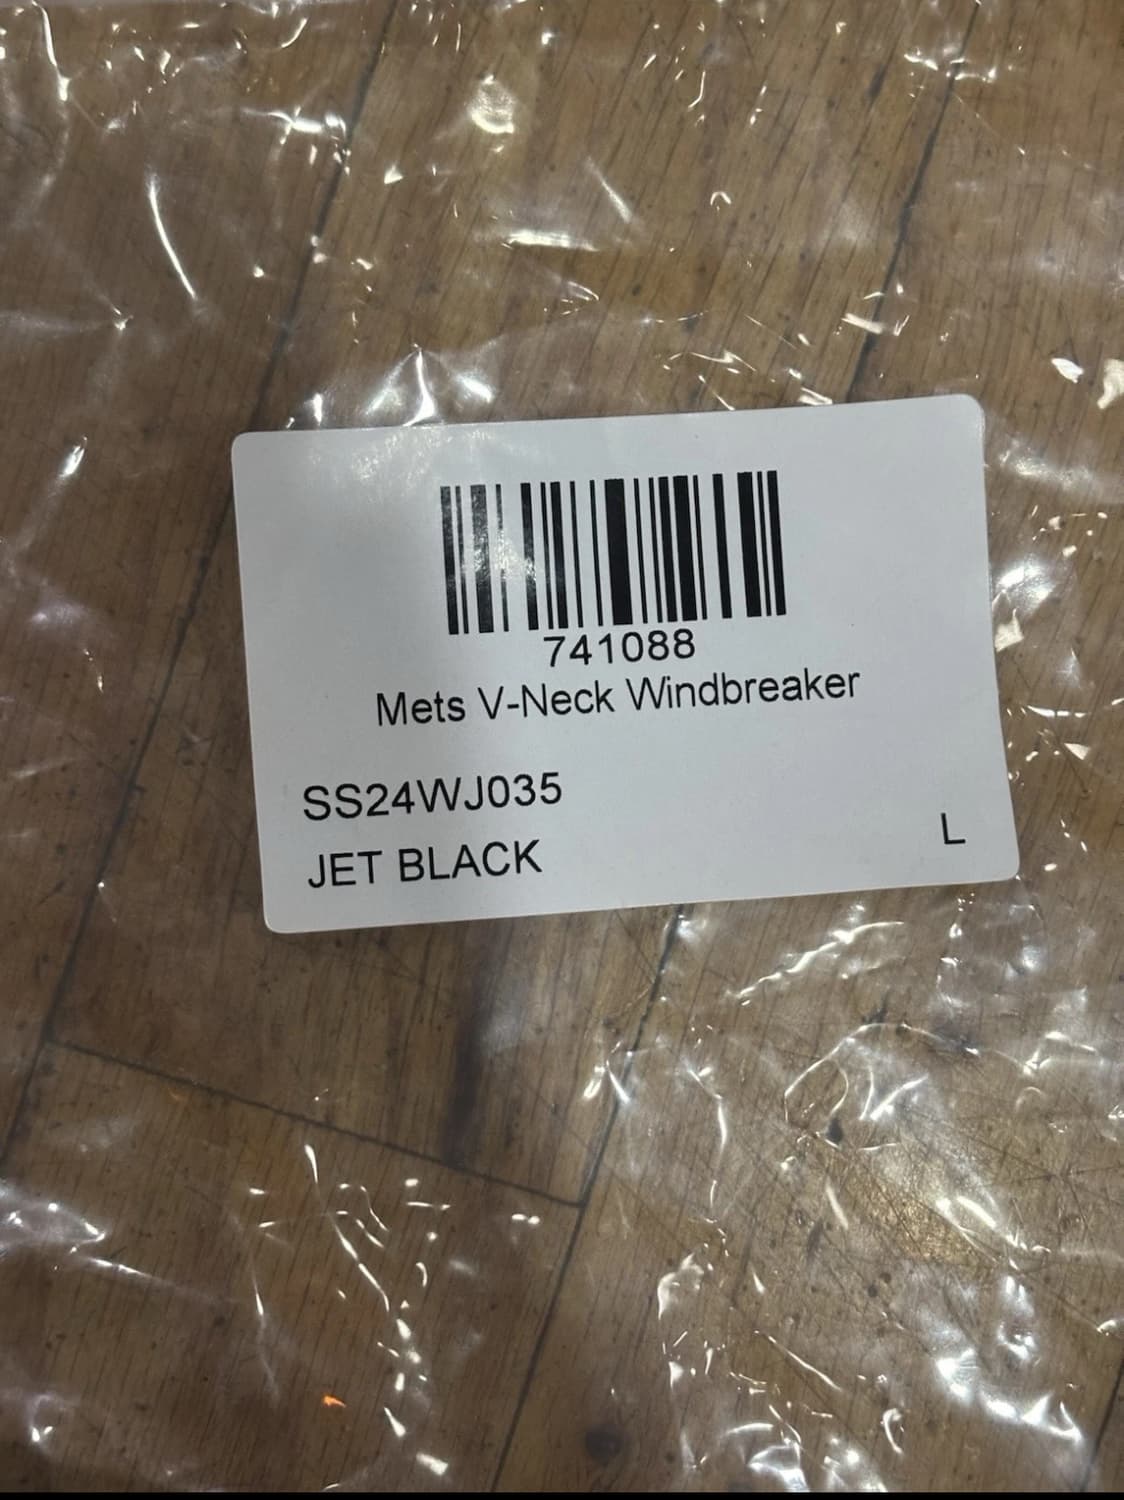 741088
Mets V-Neck Windbreaker
SS24WJ035
JET BLACK
L